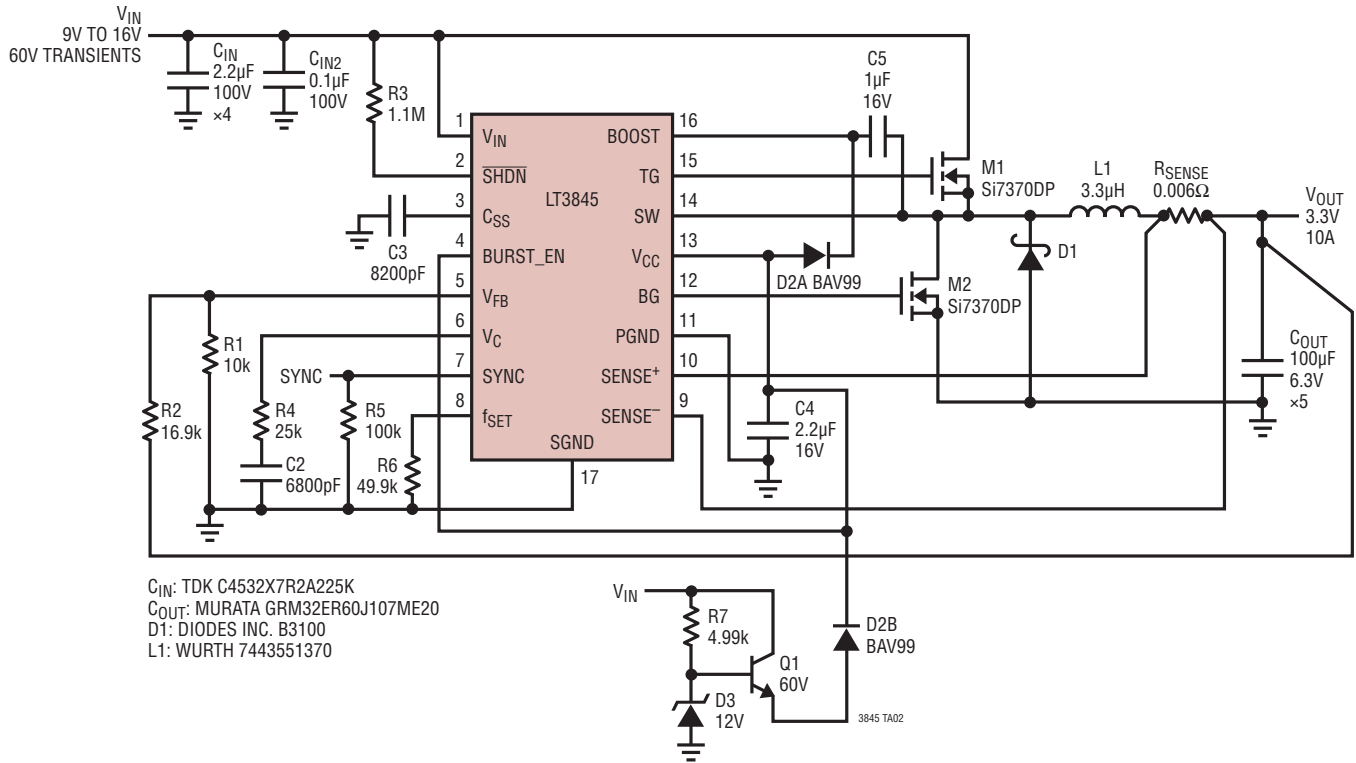 VIN
9V TO 16V
60V TRANSIENTS
CIN
2.2µF
100V
×4
CIN2
0.1µF
100V
R3
1.1M
C5
1µF
16V
1
VIN
2
SHDN
3
CSS
4
BURST_EN
5
VFB
6
VC
7
SYNC
8
fSET
LT3845
SGND
17
16
BOOST
15
TG
14
SW
13
VCC
12
BG
11
PGND
10
SENSE+
9
SENSE–
C3
8200pF
R1
10k
R2
16.9k
SYNC
R4
25k
C2
6800pF
R5
100k
R6
49.9k
D2A BAV99
M1
Si7370DP
M2
Si7370DP
D1
L1
3.3µH
RSENSE
0.006Ω
VOUT
3.3V
10A
COUT
100µF
6.3V
×5
C4
2.2µF
16V
CIN: TDK C4532X7R2A225K
COUT: MURATA GRM32ER60J107ME20
D1: DIODES INC. B3100
L1: WURTH 7443551370
VIN
R7
4.99k
Q1
60V
D3
12V
D2B
BAV99
3845 TA02